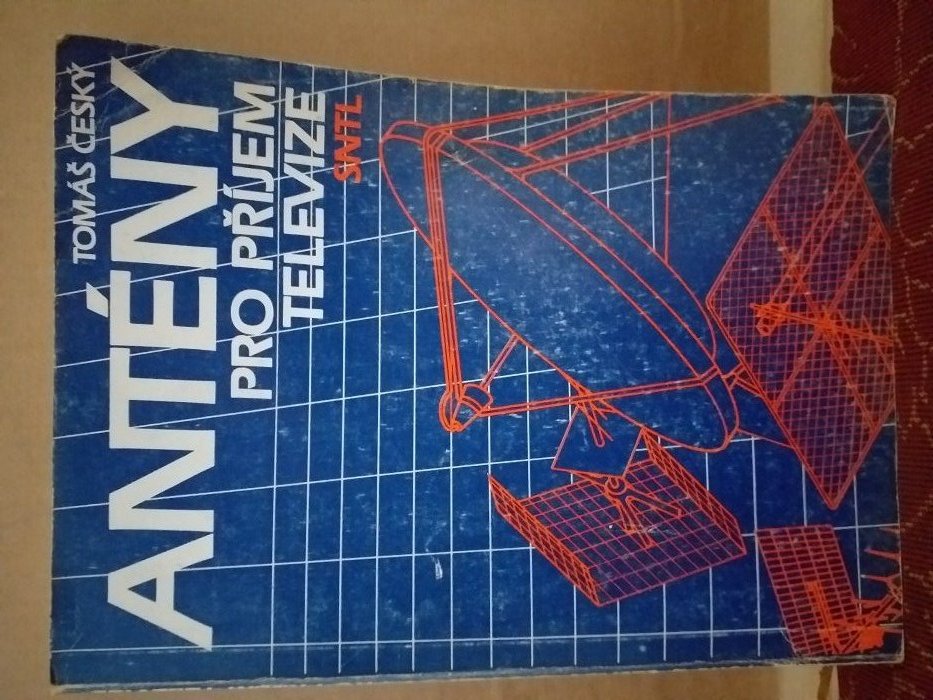 TOMÁŠ ČESKÝ
ANTÉNY
PRO PŘÍJEM
TELEVIZE
SNTL